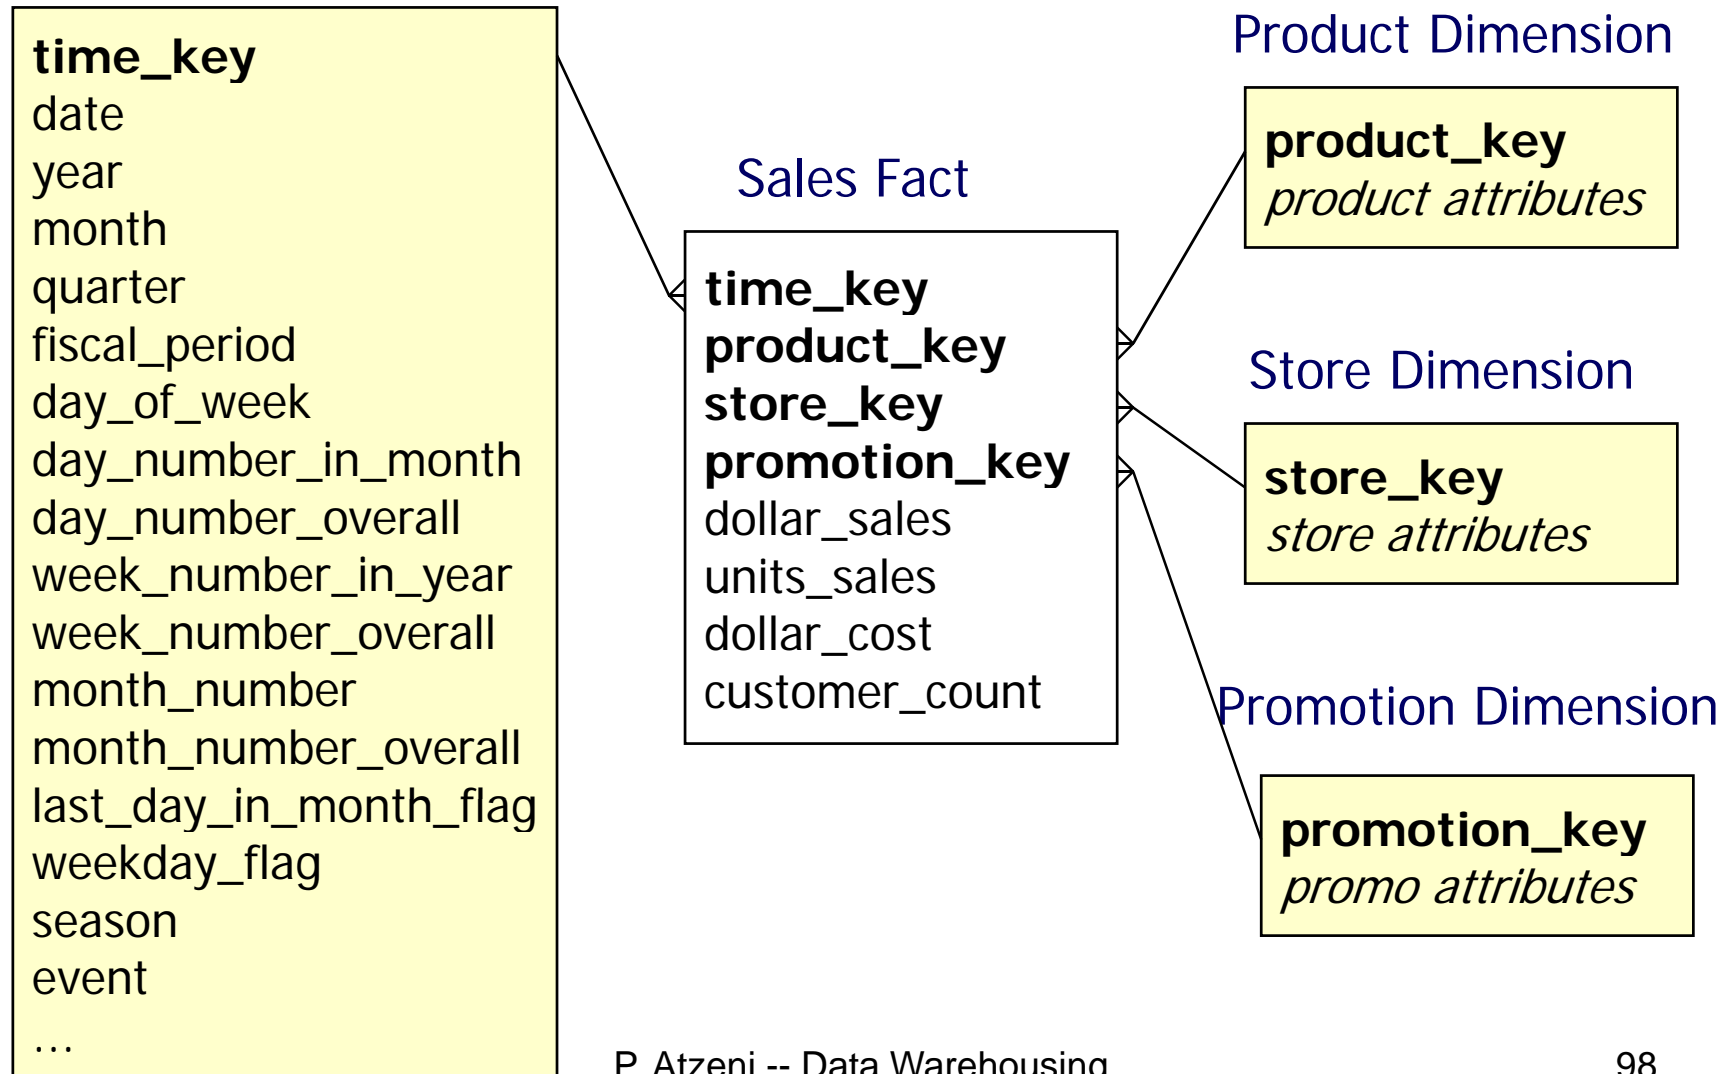 time_key
date
year
month
quarter
fiscal_period
day_of_week
day_number_in_month
day_number_overall
week_number_in_year
week_number_overall
month_number
month_number_overall
last_day_in_month_flag
weekday_flag
season
event
…
Sales Fact
time_key
product_key
store_key
promotion_key
dollar_sales
units_sales
dollar_cost
customer_count
Product Dimension
product_key
product attributes
Store Dimension
store_key
store attributes
Promotion Dimension
promotion_key
promo attributes
P. Atzeni -- Data Warehousing
98